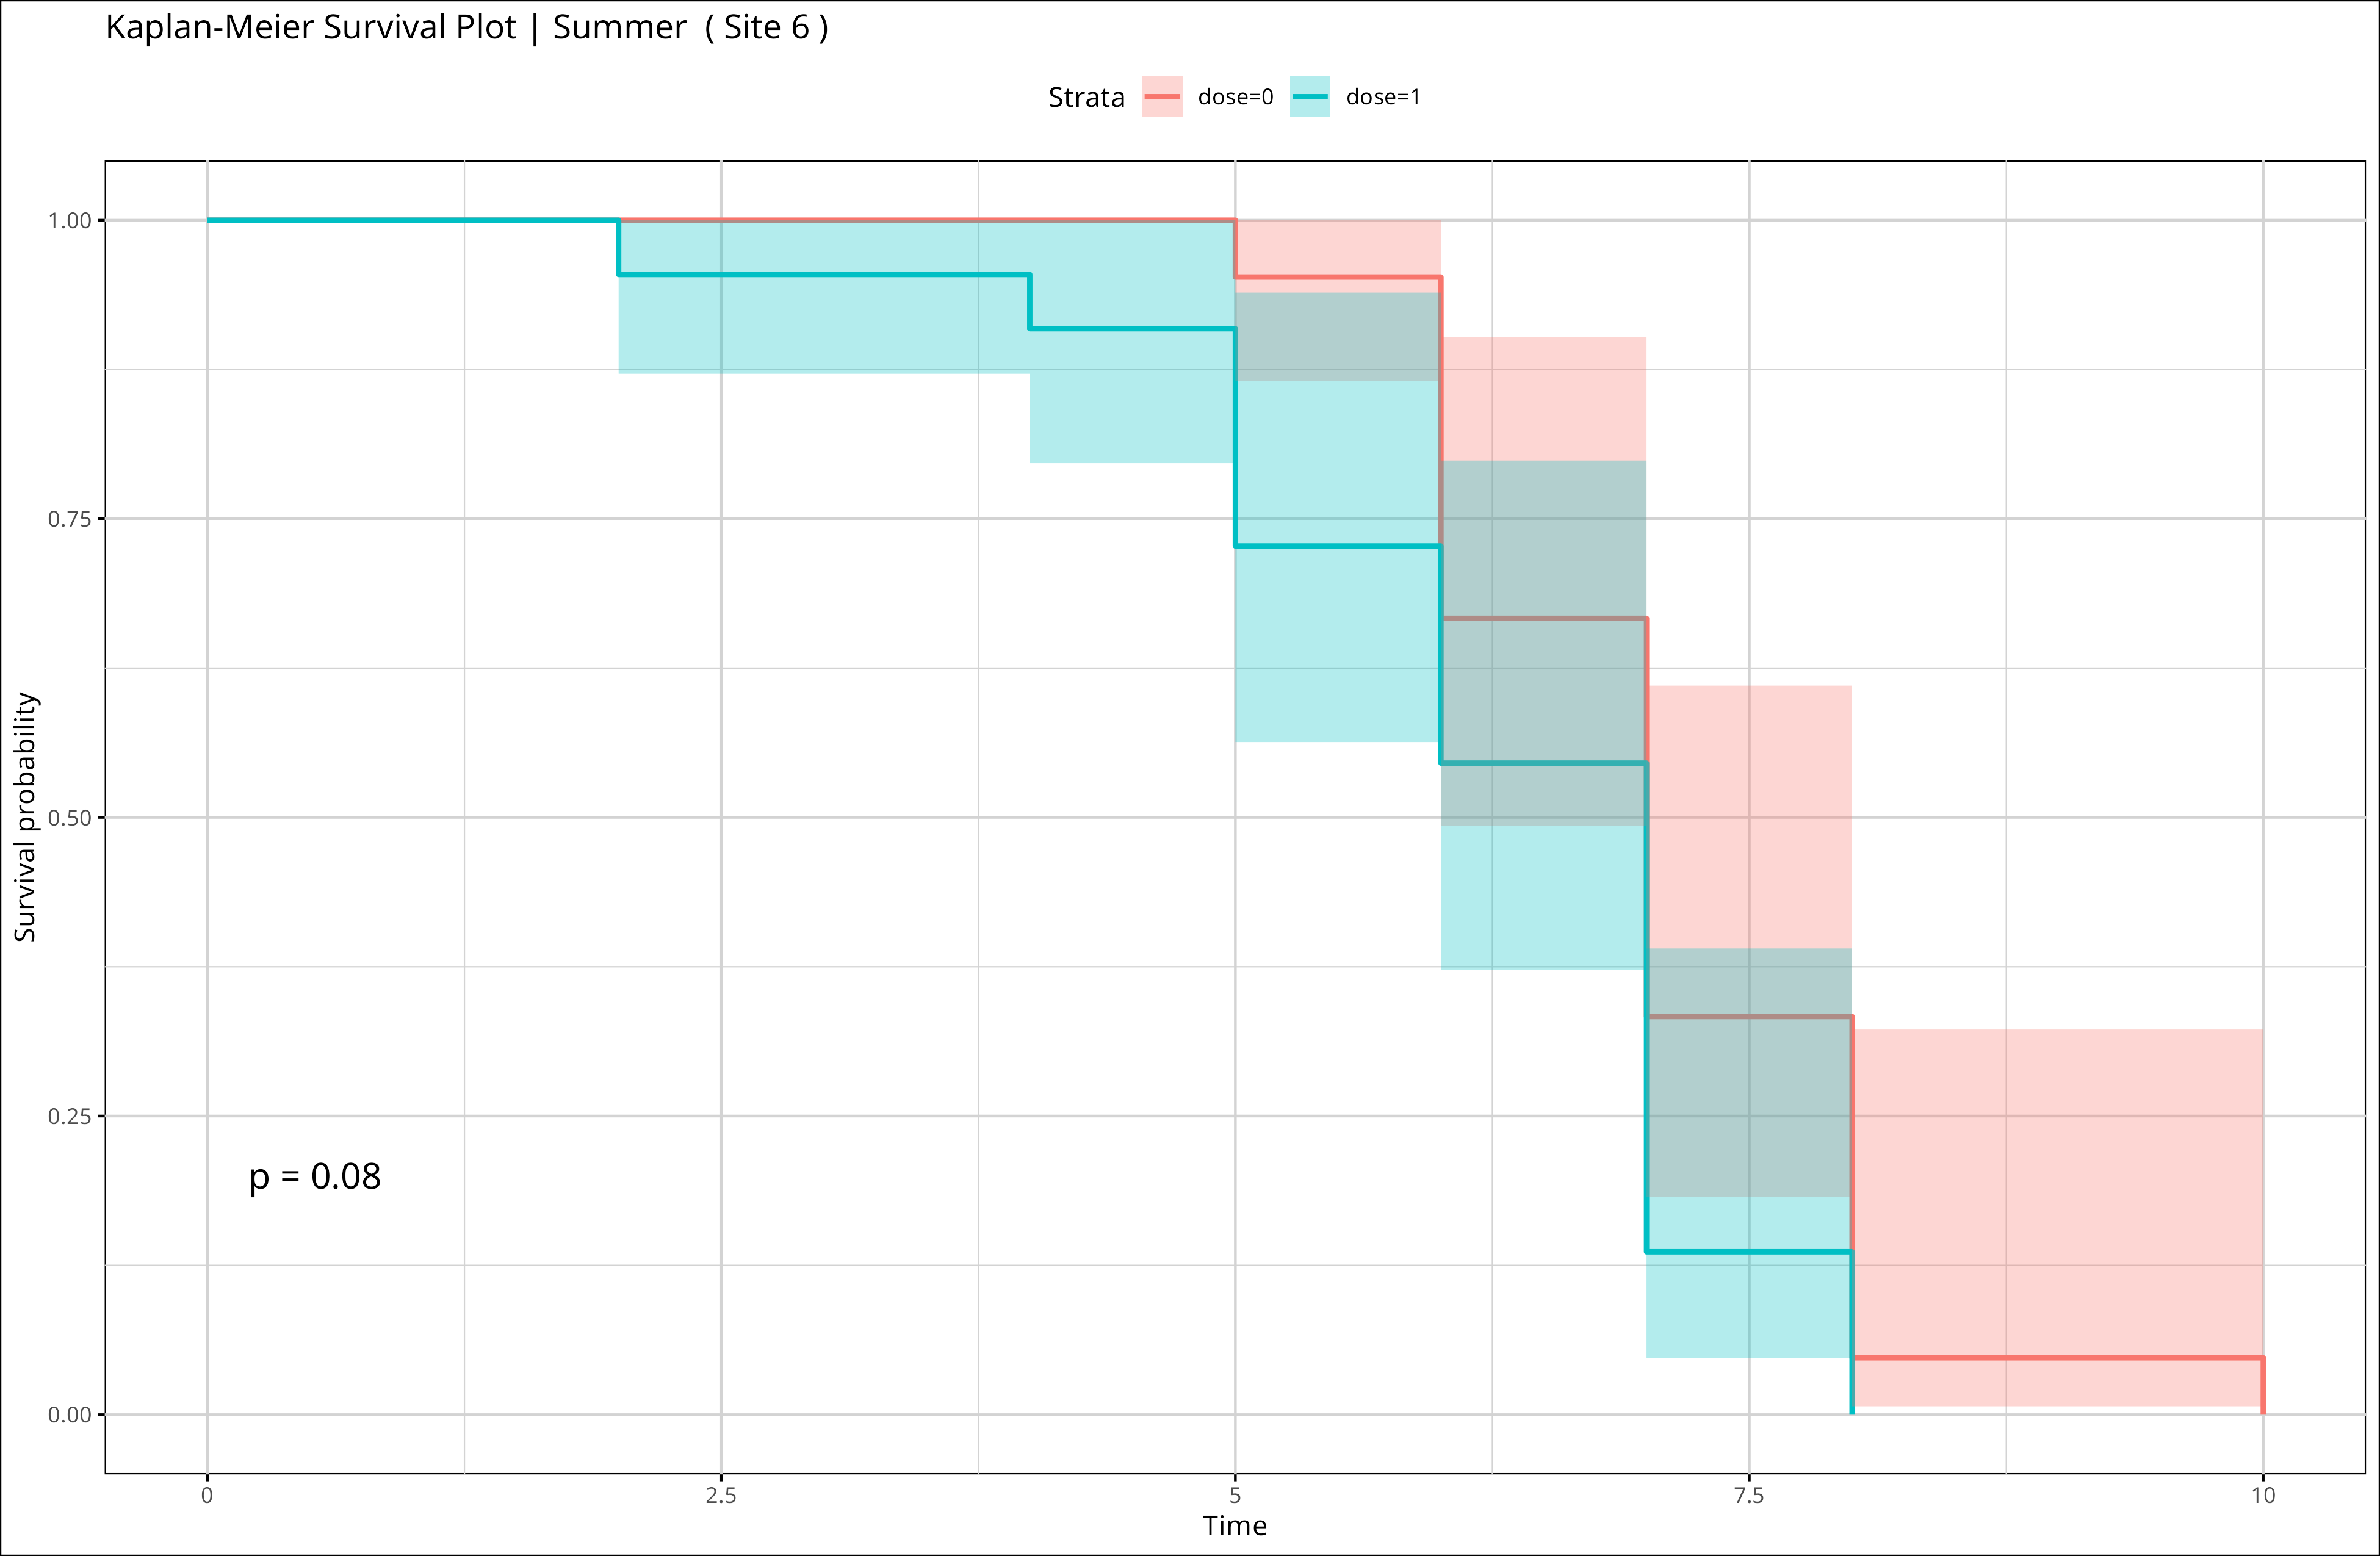 Kaplan-Meier Survival Plot | Summer  ( Site 6 )
Strata dose=0 dose=1
Survival probability
1.00
0.75
0.50
0.25
0.00
p = 0.08
0 2.5 5 7.5 10
Time